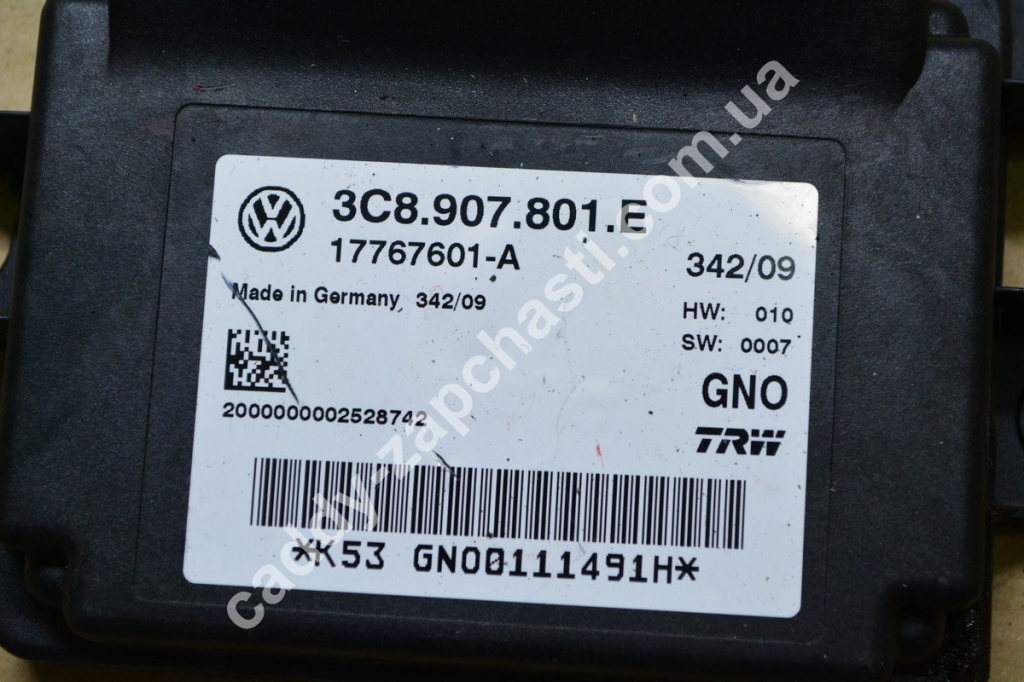 3C8.907.801.E
17767601-A
342/09
Made in Germany, 342/09
HW: 010
SW: 0007
GNO
TRW
2000000002528742
*K53 GNO0111491H*
caddy-zapchasti.com.ua